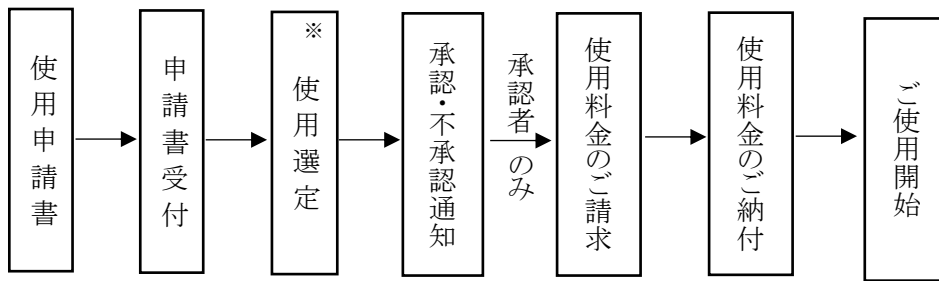 使用申請書
申請書受付
※
使用選定
承認・不承認通知
承認者のみ
使用料金のご請求
使用料金のご納付
ご使用開始